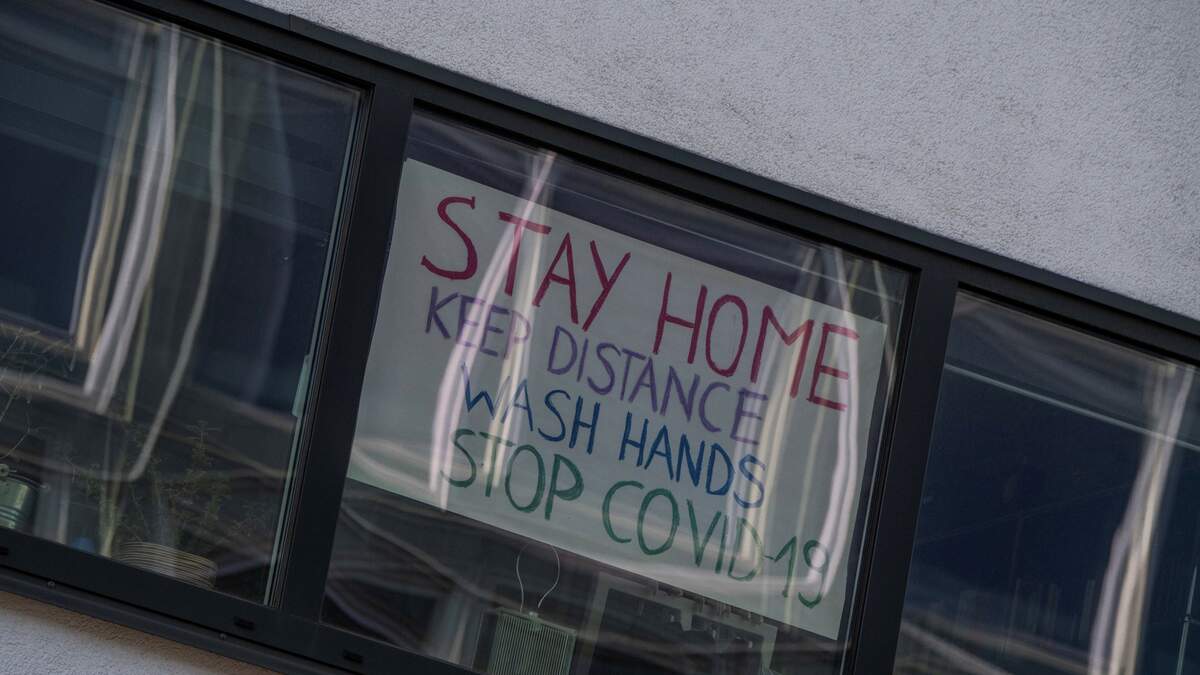 STAY HOME
KEEP DISTANCE
WASH HANDS
STOP COVID-19